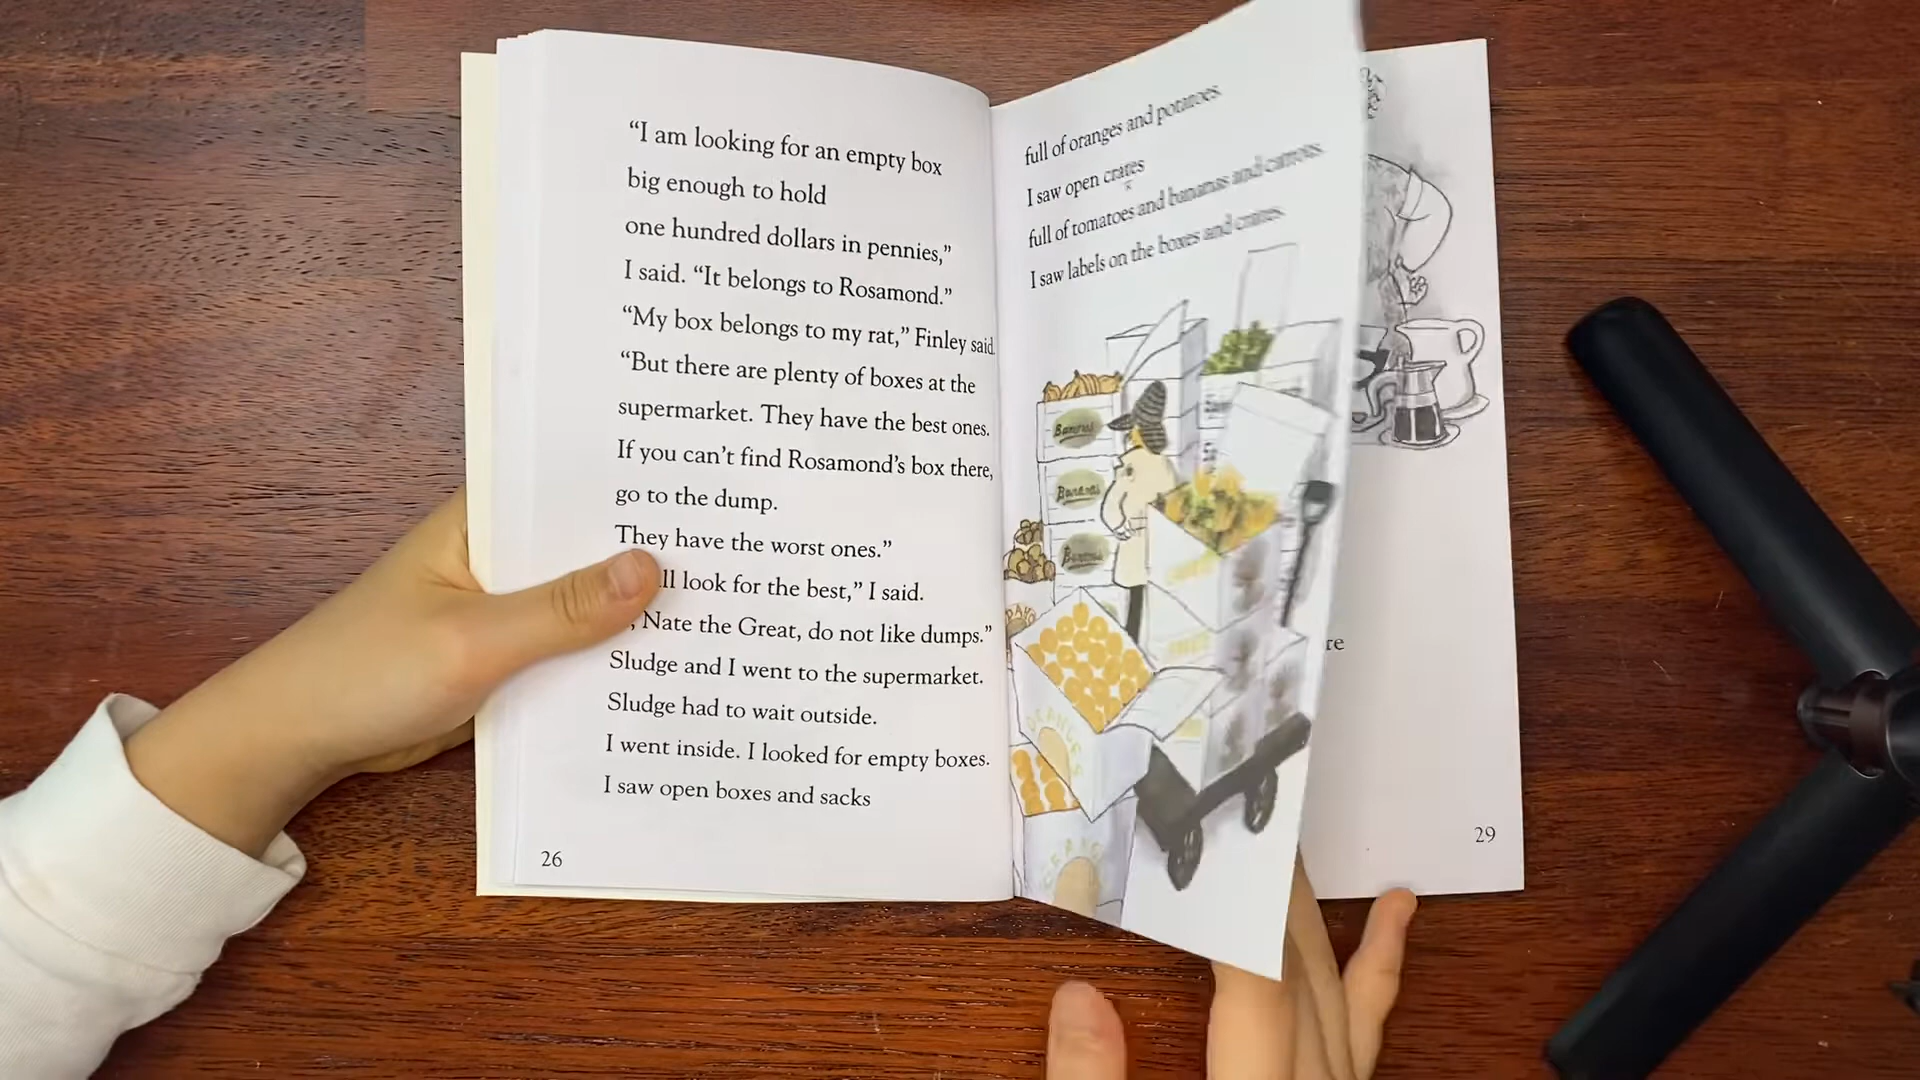 “I am looking for an empty box
big enough to hold
one hundred dollars in pennies,”
I said. “It belongs to Rosamond.”
“My box belongs to my rat,” Finley said.
“But there are plenty of boxes at the
supermarket. They have the best ones.
If you can’t find Rosamond’s box there,
go to the dump.
They have the worst ones.”
ll look for the best,” I said.
, Nate the Great, do not like dumps.”
Sludge and I went to the supermarket.
Sludge had to wait outside.
I went inside. I looked for empty boxes.
I saw open boxes and sacks
26
full of oranges and potatoes.
I saw open crates
full of tomatoes and bananas and carrots.
I saw labels on the boxes and crates.
Bananas
Bananas
Bananas
ORANGES
ORANG
re
29